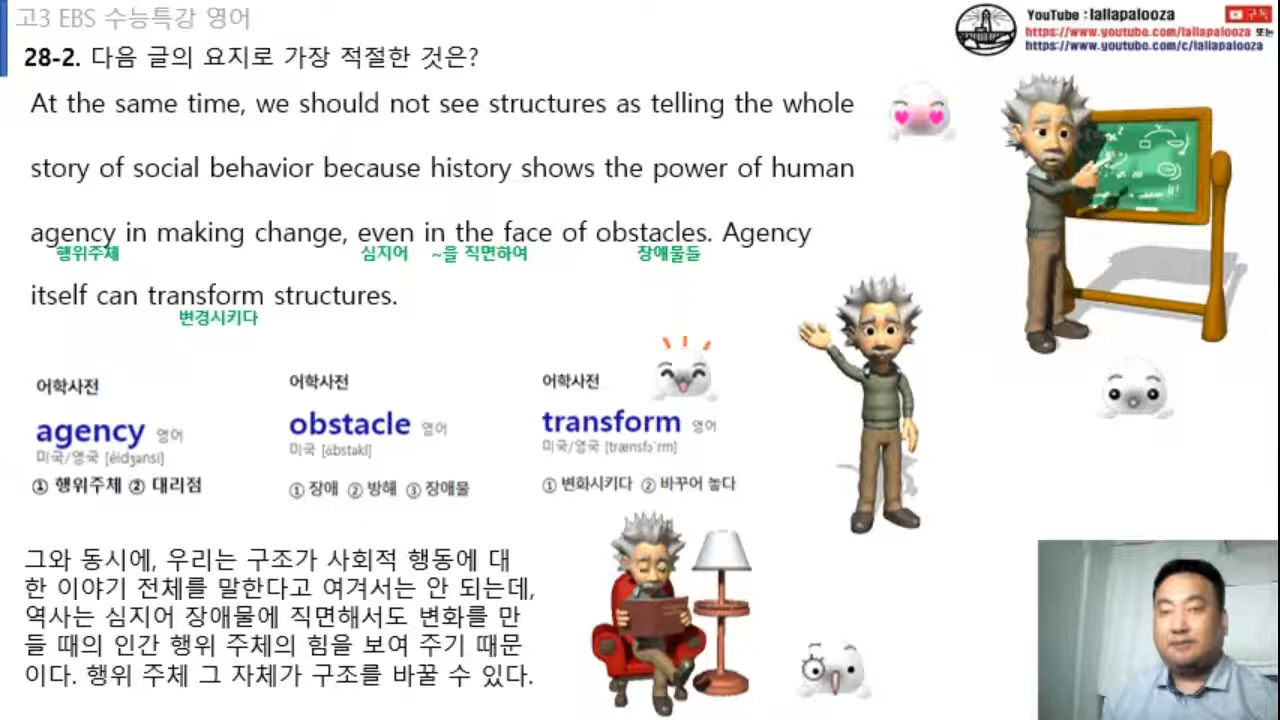 고3 EBS 수능특강 영어
YouTube : lallapalooza
구독
https://www.youtube.com/lallapalooza 또는
https://www.youtube.com/c/lallapalooza
28-2. 다음 글의 요지로 가장 적절한 것은?
At the same time, we should not see structures as telling the whole
story of social behavior because history shows the power of human
agency in making change, even in the face of obstacles. Agency
행위주체 심지어 ~을 직면하여 장애물들
itself can transform structures.
변경시키다
어학사전
agency 영어
미국/영국 [éidʒənsi]
① 행위주체 ② 대리점
어학사전
obstacle 영어
미국 [ɑ́bstəkl]
① 장애 ② 방해 ③ 장애물
어학사전
transform 영어
미국/영국 [trænsfɔ́ːrm]
① 변화시키다 ② 바꾸어 놓다
그와 동시에, 우리는 구조가 사회적 행동에 대
한 이야기 전체를 말한다고 여겨서는 안 되는데,
역사는 심지어 장애물에 직면해서도 변화를 만
들 때의 인간 행위 주체의 힘을 보여 주기 때문
이다. 행위 주체 그 자체가 구조를 바꿀 수 있다.